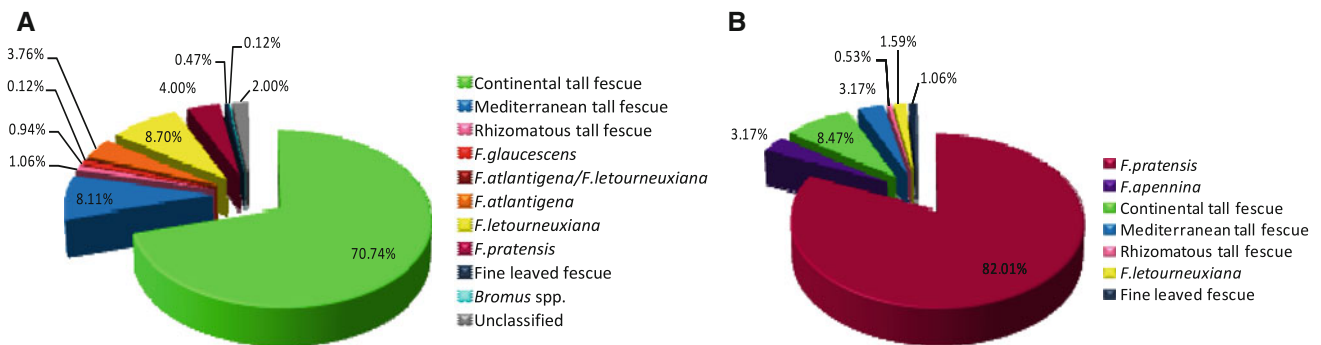 A
0.12%
0.47%
2.00%
3.76%
4.00%
0.12%
8.70%
0.94%
1.06%
8.11%
70.74%
Continental tall fescue
Mediterranean tall fescue
Rhizomatous tall fescue
F.glaucescens
F.atlantigena/F.letourneuxiana
F.atlantigena
F.letourneuxiana
F.pratensis
Fine leaved fescue
Bromus spp.
Unclassified
B
1.59%
0.53%
1.06%
3.17%
3.17%
8.47%
82.01%
F.pratensis
F.apennina
Continental tall fescue
Mediterranean tall fescue
Rhizomatous tall fescue
F.letourneuxiana
Fine leaved fescue